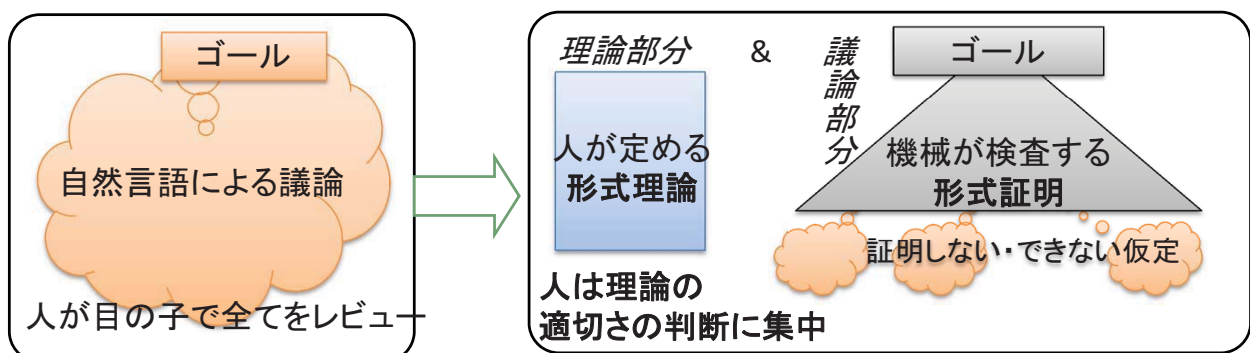 ゴール
自然言語による議論
人が目の子で全てをレビュー
理論部分
&
議論部分
人が定める
形式理論
人は理論の
適切さの判断に集中
ゴール
機械が検査する
形式証明
証明しない・できない仮定